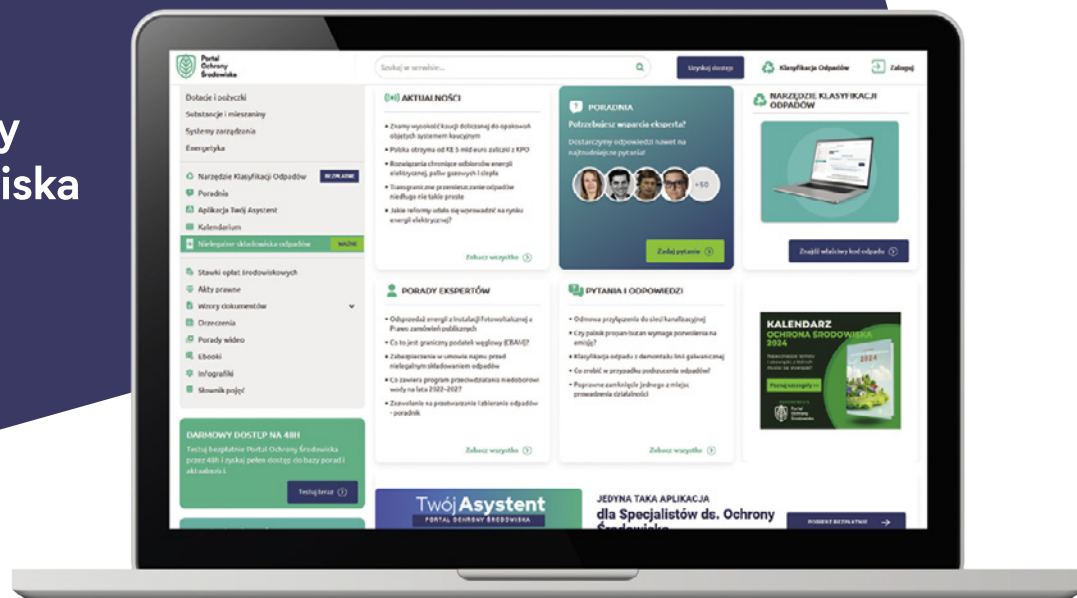 y
iska
Portal
Ochrony
Środowiska
Szukaj w serwisie...
Uzyskaj dostęp
Klasyfikacja Odpadów
Zaloguj
Dotacje i pożyczki
Substancje i mieszaniny
Systemy zarządzania
Energetyka
Narzędzie Klasyfikacji Odpadów
BEZPŁATNE
Poradnia
Aplikacja Twój Asystent
Kalendarium
Nielegalne składowiska odpadów
WAŻNE
Stawki opłat środowiskowych
Akty prawne
Wzory dokumentów
Orzeczenia
Porady wideo
Ebooki
Infografiki
Słownik pojęć
DARMOWY DOSTĘP NA 48H
Testuj bezpłatnie Portal Ochrony Środowiska
przez 48h i zyskaj pełen dostęp do bazy porad i
aktualności.
Testuj teraz
AKTUALNOŚCI
• Znamy wysokość kaucji doliczanej do opakowań
objętych systemem kaucyjnym
• Polska otrzyma od KE 5 mld euro zaliczki z KPO
• Rozwiązania chroniące odbiorców energii
elektrycznej, paliw gazowych i ciepła
• Transgraniczne przemieszczanie odpadów
niedługo nie takie proste
• Jakie reformy udało się wprowadzić na rynku
energii elektrycznej?
Zobacz wszystko
PORADNIA
Potrzebujesz wsparcia eksperta?
Dostarczymy odpowiedzi nawet na
najtrudniejsze pytania!
+50
Zadaj pytanie
NARZĘDZIE KLASYFIKACJI
ODPADÓW
Znajdź właściwy kod odpadu
PORADY EKSPERTÓW
• Odsprzedaż energii z instalacji fotowoltaicznej a
Prawo zamówień publicznych
• Co to jest graniczny podatek węglowy (CBAM)?
• Zabezpieczenie w umowie najmu przed
nielegalnym składowaniem odpadów
• Co zawiera program przeciwdziałania niedoborowi
wody na lata 2022-2027
• Zezwolenie na przetwarzanie i zbieranie odpadów
- poradnik
Zobacz wszystko
PYTANIA I ODPOWIEDZI
• Odmowa przyłączenia do sieci kanalizacyjnej
• Czy palnik propan-butan wymaga pozwolenia na
emisję?
• Klasyfikacja odpadu z demontażu linii galwanicznej
• Co zrobić w przypadku podrzucenia odpadów?
• Poprawne zamknięcie jednego z miejsc
prowadzenia działalności
Zobacz wszystko
KALENDARZ
OCHRONA ŚRODOWISKA
2024
Poznaj szczegóły >>
2024
Portal
Ochrony
Środowiska
Twój Asystent
PORTAL OCHRONY ŚRODOWISKA
JEDYNA TAKA APLIKACJA
dla Specjalistów ds. Ochrony
Środowiska
POBIERZ BEZPŁATNIE